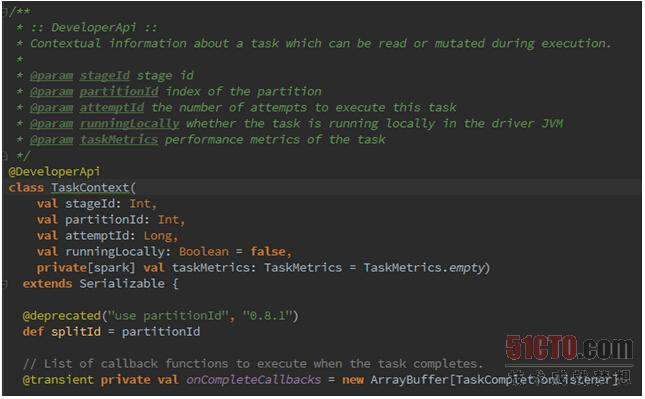 /**
 * :: DeveloperApi ::
 * Contextual information about a task which can be read or mutated during execution.
 *
 * @param stageId stage id
 * @param partitionId index of the partition
 * @param attemptId the number of attempts to execute this task
 * @param runningLocally whether the task is running locally in the driver JVM
 * @param taskMetrics performance metrics of the task
 */
@DeveloperApi
class TaskContext(
    val stageId: Int,
    val partitionId: Int,
    val attemptId: Long,
    val runningLocally: Boolean = false,
    private[spark] val taskMetrics: TaskMetrics = TaskMetrics.empty)
  extends Serializable {

  @deprecated("use partitionId", "0.8.1")
  def splitId = partitionId

  // List of callback functions to execute when the task completes.
  @transient private val onCompleteCallbacks = new ArrayBuffer[TaskCompletionListener]
51CTO.com